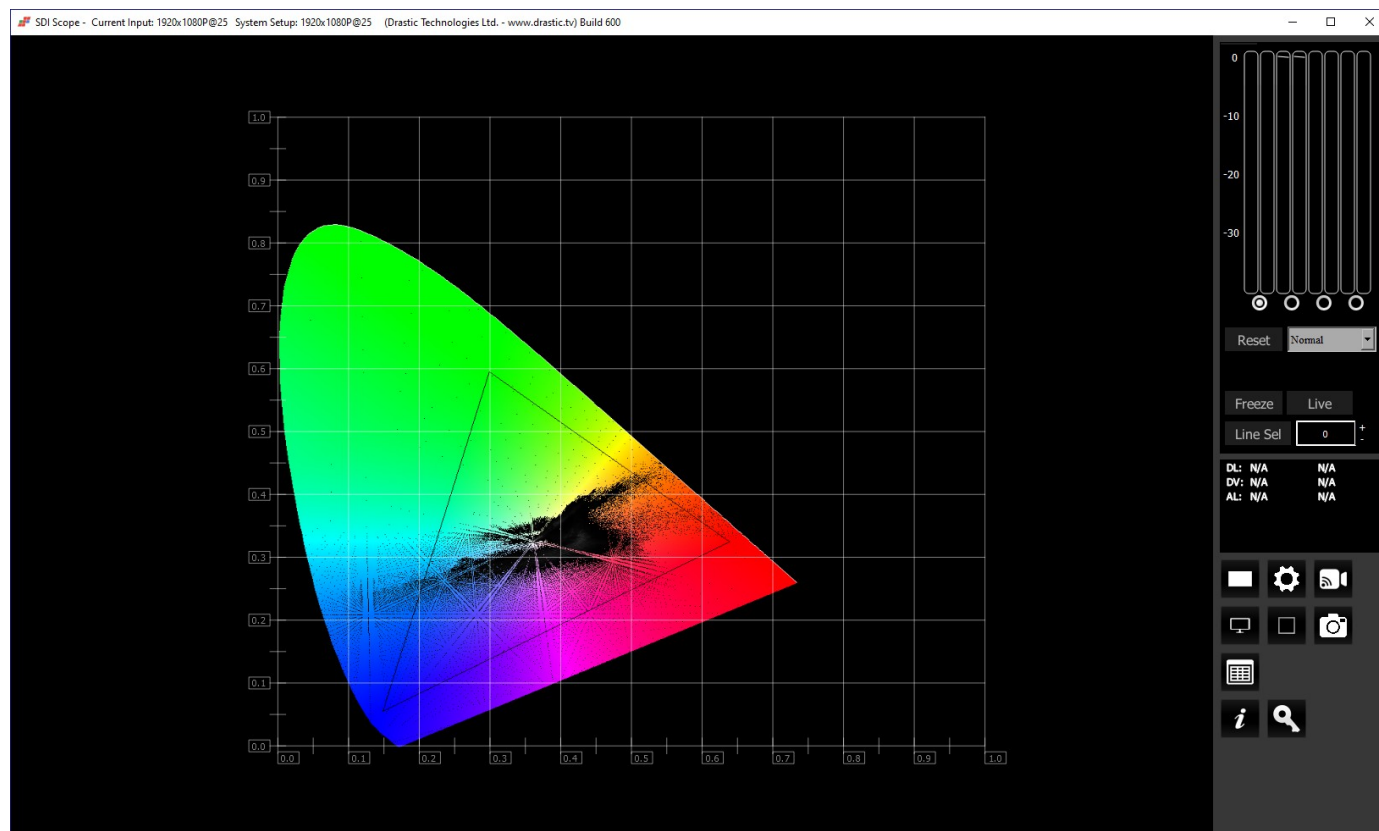 SDI Scope - Current Input: 1920x1080P@25 System Setup: 1920x1080P@25 (Drastic Technologies Ltd. - www.drastic.tv) Build 600
1.0
0.9
0.8
0.7
0.6
0.5
0.4
0.3
0.2
0.1
0.0
0.0 0.1 0.2 0.3 0.4 0.5 0.6 0.7 0.8 0.9 1.0
0
-10
-20
-30
Reset Normal
Freeze Live
Line Sel 0 + -
DL: N/A N/A
DV: N/A N/A
AL: N/A N/A
i